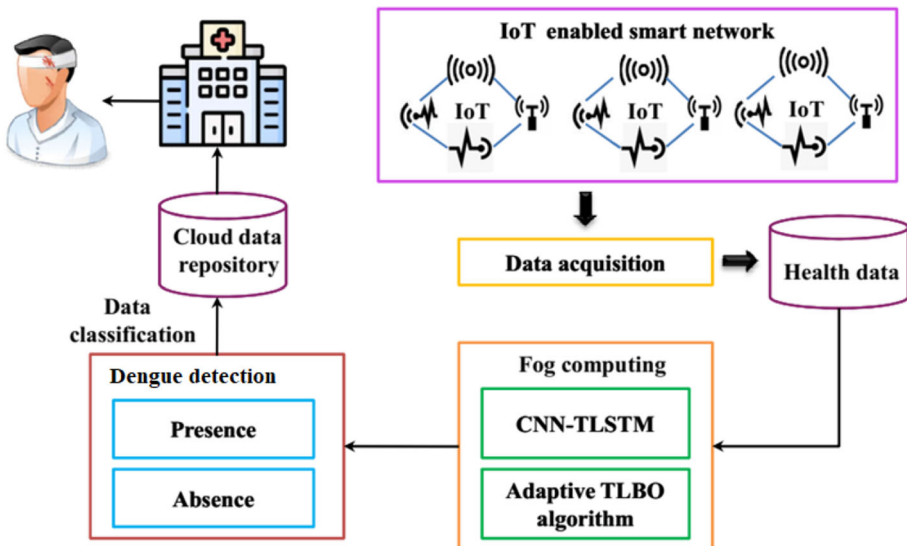 IoT enabled smart network
IoT
IoT
IoT
Cloud data
repository
Data acquisition
Health data
Data
classification
Dengue detection
Presence
Absence
Fog computing
CNN-TLSTM
Adaptive TLBO
algorithm